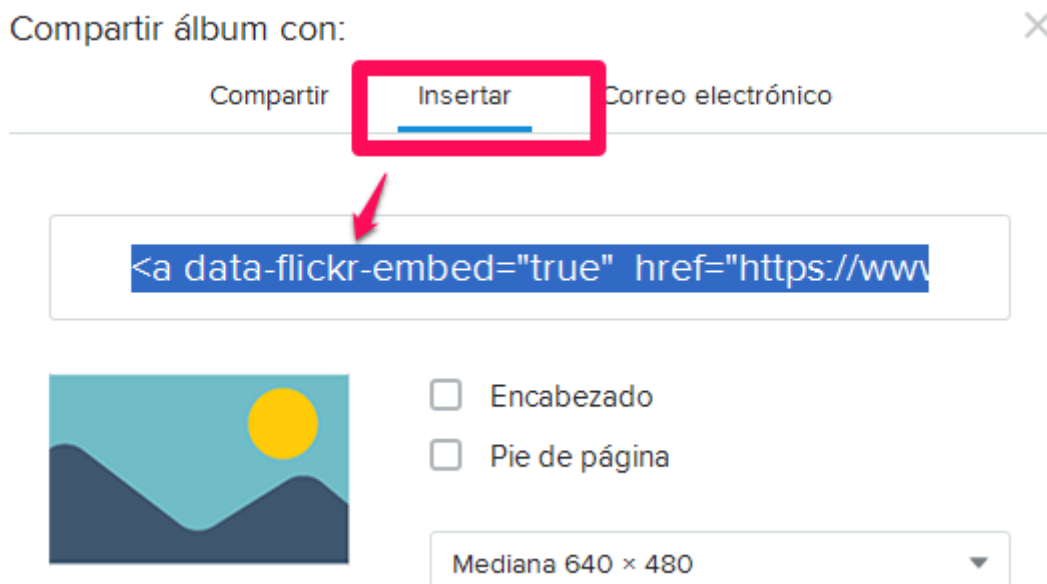 Compartir álbum con:
Compartir Insertar Correo electrónico
<a data-flickr-embed="true" href="https://www
Encabezado
Pie de página
Mediana 640 × 480